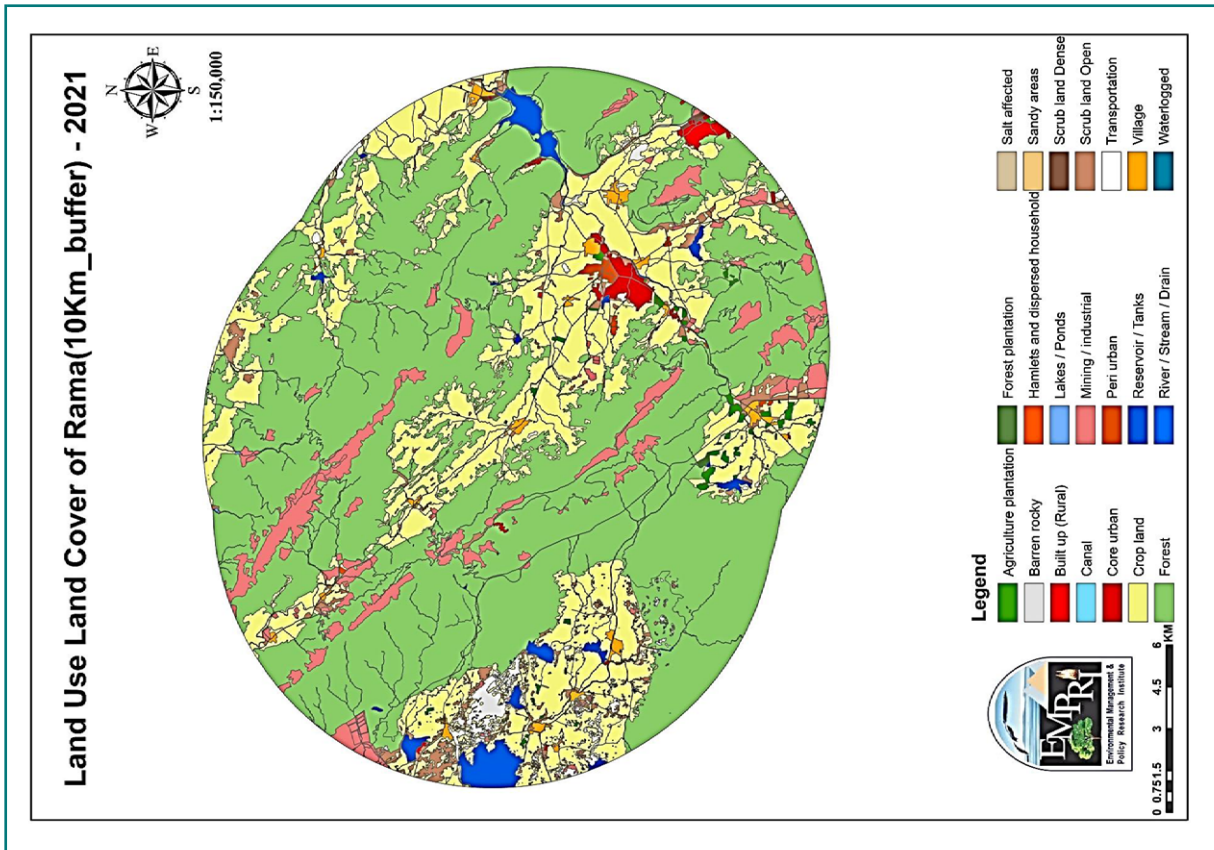 Land Use Land Cover of Rama(10Km_buffer) - 2021
N
W
E
S
1:150,000
Legend
Agriculture plantation
Barren rocky
Built up (Rural)
Canal
Core urban
Crop land
Forest
Forest plantation
Hamlets and dispersed household
Lakes / Ponds
Mining / industrial
Peri urban
Reservoir / Tanks
River / Stream / Drain
Salt affected
Sandy areas
Scrub land Dense
Scrub land Open
Transportation
Village
Waterlogged
EMPRI
Environmental Management &
Policy Research Institute
0 0.75 1.5 3 4.5 6
KM